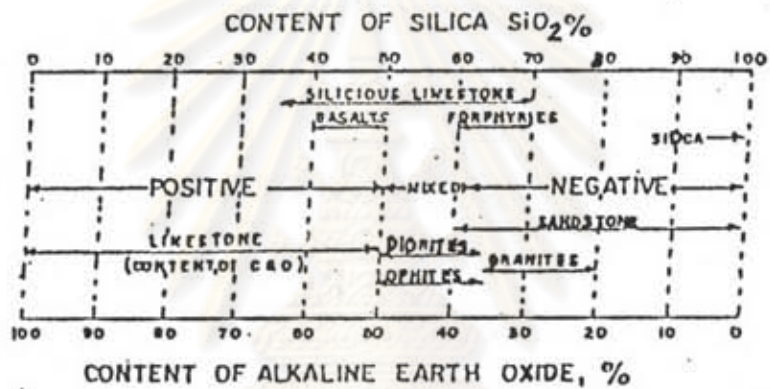 CONTENT OF SILICA SiO2%
0 10 20 30 40 50 60 70 80 90 100
SILICIOUS LIMESTONE
BASALTS PORPHYRIES
SILICA
POSITIVE MIXED NEGATIVE
SANDSTONE
LIMESTONE DIORITES
(CONTENT OF CaO) GRANITES
OPHITES
100 90 80 70 60 50 40 30 20 10 0
CONTENT OF ALKALINE EARTH OXIDE, %